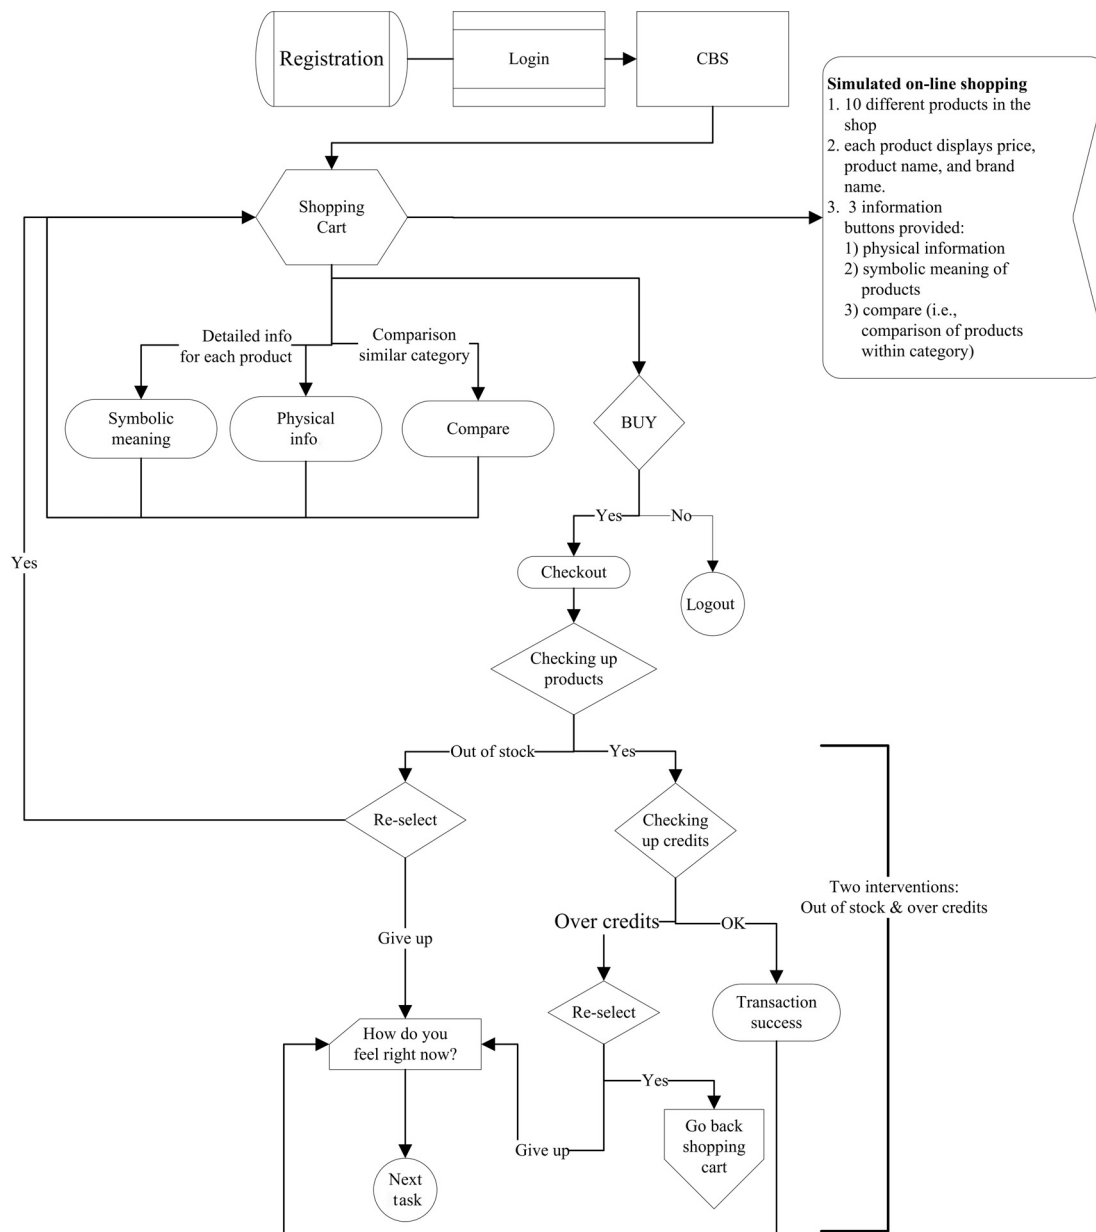 Registration
Login
CBS
Simulated on-line shopping
1. 10 different products in the
shop
2. each product displays price,
product name, and brand
name.
3. 3 information
buttons provided:
1) physical information
2) symbolic meaning of
products
3) compare (i.e.,
comparison of products
within category)
Shopping
Cart
Detailed info
for each product
Comparison
similar category
Symbolic
meaning
Physical
info
Compare
BUY
Yes
No
Yes
Checkout
Logout
Checking up
products
Out of stock
Yes
Re-select
Checking
up credits
Two interventions:
Out of stock & over credits
Give up
Over credits
OK
Re-select
Transaction
success
How do you
feel right now?
Yes
Give up
Go back
shopping
cart
Next
task